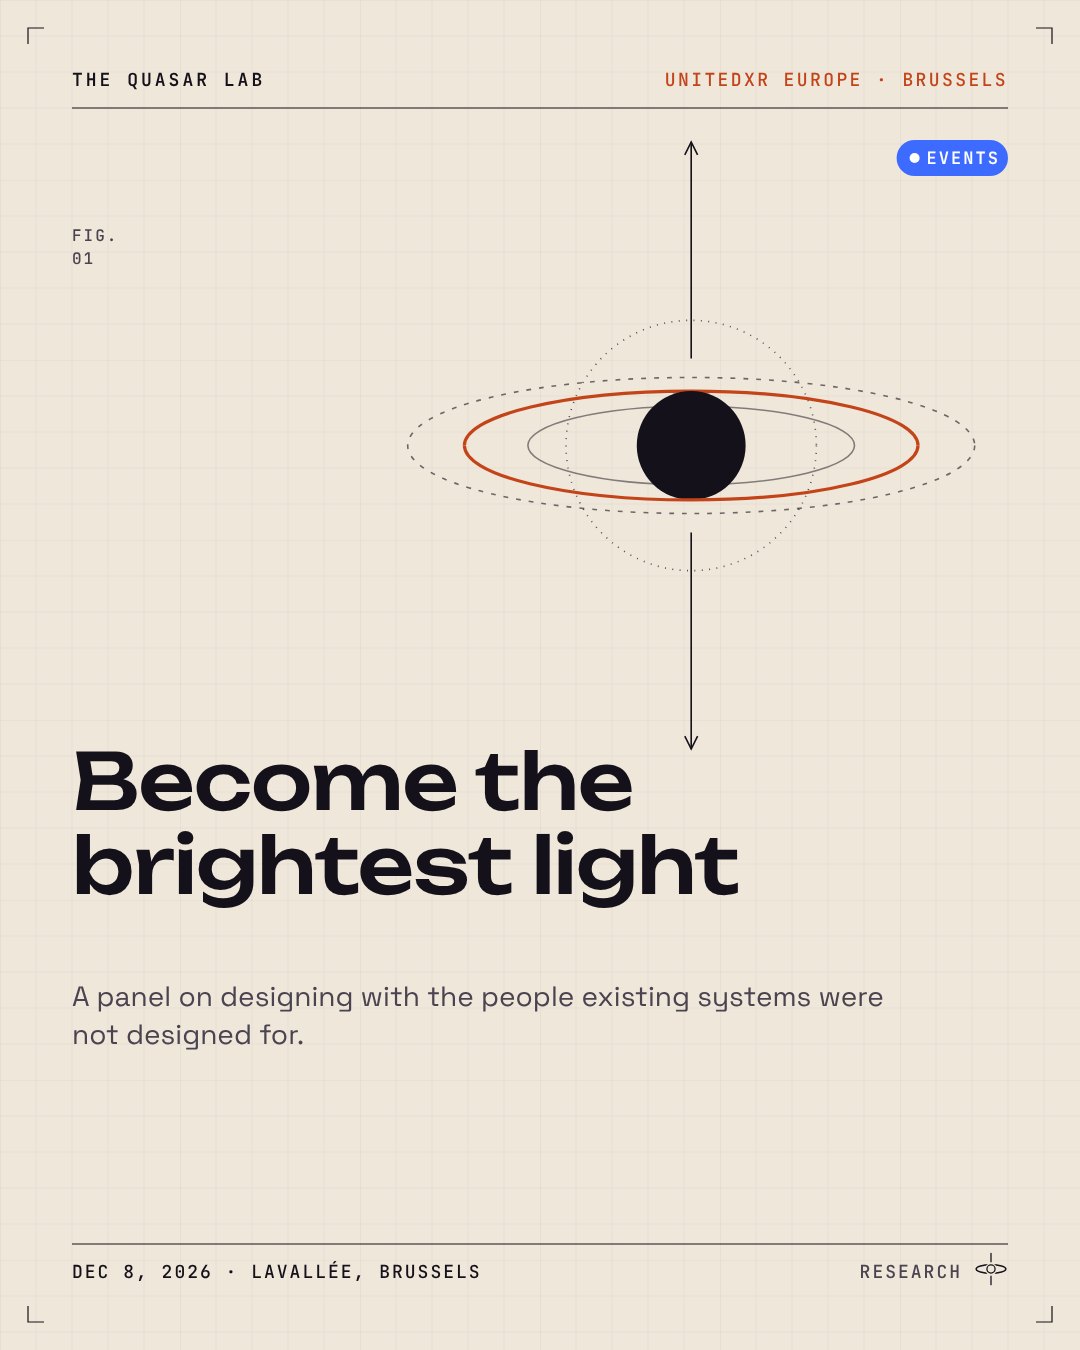 THE QUASAR LAB
UNITEDXR EUROPE · BRUSSELS
EVENTS
FIG.
01
Become the
brightest light
A panel on designing with the people existing systems were
not designed for.
DEC 8, 2026 · LAVALLÉE, BRUSSELS
RESEARCH